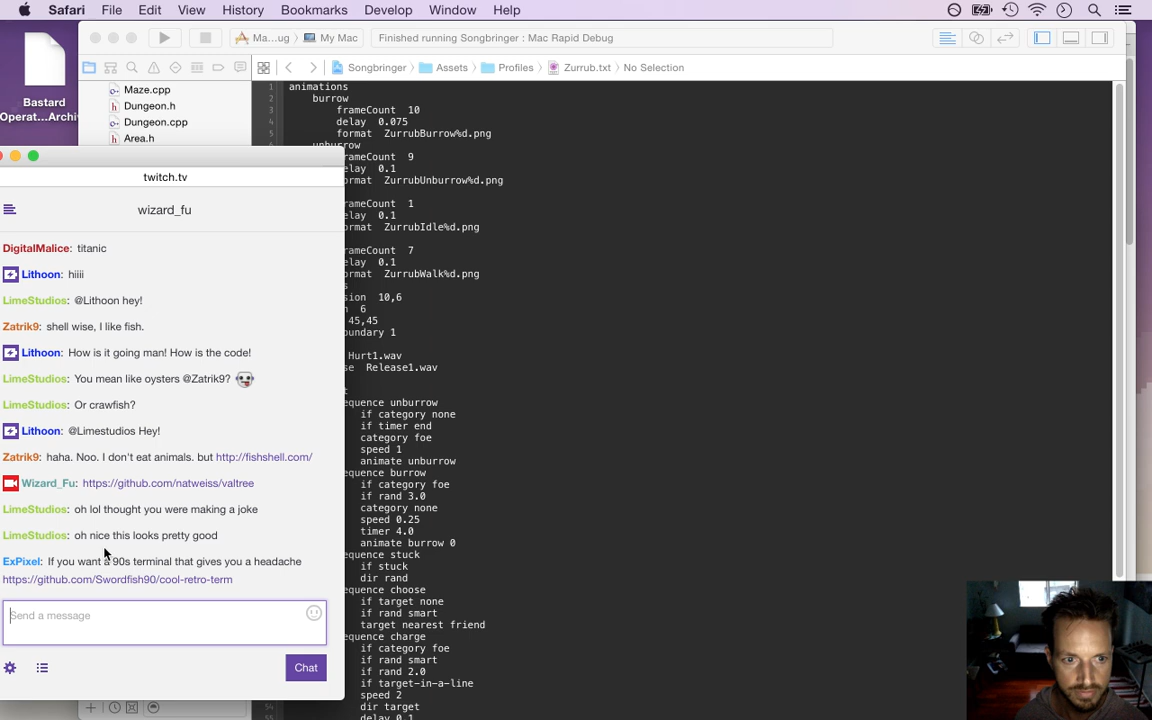 Safari File Edit View History Bookmarks Develop Window Help
Ma...ug My Mac Finished running Songbringer : Mac Rapid Debug
Songbringer Assets Profiles Zurrub.txt No Selection
Bastard
Operat...Archi
Maze.cpp
Dungeon.h
Dungeon.cpp
Area.h
twitch.tv
wizard_fu
DigitalMalice: titanic
Lithoon: hiiii
LimeStudios: @Lithoon hey!
Zatrik9: shell wise, I like fish.
Lithoon: How is it going man! How is the code!
LimeStudios: You mean like oysters @Zatrik9?
LimeStudios: Or crawfish?
Lithoon: @Limestudios Hey!
Zatrik9: haha. Noo. I don't eat animals. but http://fishshell.com/
Wizard_Fu: https://github.com/natweiss/valtree
LimeStudios: oh lol thought you were making a joke
LimeStudios: oh nice this looks pretty good
ExPixel: If you want a 90s terminal that gives you a headache
https://github.com/Swordfish90/cool-retro-term
Send a message
Chat
1 animations
2 burrow
3 frameCount 10
4 delay 0.075
5 format ZurrubBurrow%d.png
unburrow
rameCount 9
elay 0.1
ormat ZurrubUnburrow%d.png
rameCount 1
elay 0.1
ormat ZurrubIdle%d.png
rameCount 7
elay 0.1
ormat ZurrubWalk%d.png
s
sion 10,6
n 6
45,45
oundary 1
Hurt1.wav
se Release1.wav
t
equence unburrow
if category none
if timer end
category foe
speed 1
animate unburrow
equence burrow
if category foe
if rand 3.0
category none
speed 0.25
timer 4.0
animate burrow 0
equence stuck
if stuck
dir rand
equence choose
if target none
if rand smart
target nearest friend
equence charge
if category foe
if rand smart
if rand 2.0
if target-in-a-line
speed 2
dir target
delay 0.1